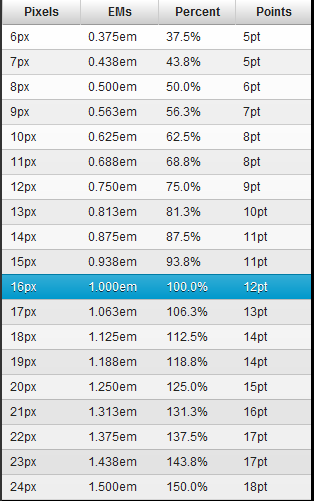 Pixels EMs Percent Points
6px 0.375em 37.5% 5pt
7px 0.438em 43.8% 5pt
8px 0.500em 50.0% 6pt
9px 0.563em 56.3% 7pt
10px 0.625em 62.5% 8pt
11px 0.688em 68.8% 8pt
12px 0.750em 75.0% 9pt
13px 0.813em 81.3% 10pt
14px 0.875em 87.5% 11pt
15px 0.938em 93.8% 11pt
16px 1.000em 100.0% 12pt
17px 1.063em 106.3% 13pt
18px 1.125em 112.5% 14pt
19px 1.188em 118.8% 14pt
20px 1.250em 125.0% 15pt
21px 1.313em 131.3% 16pt
22px 1.375em 137.5% 17pt
23px 1.438em 143.8% 17pt
24px 1.500em 150.0% 18pt